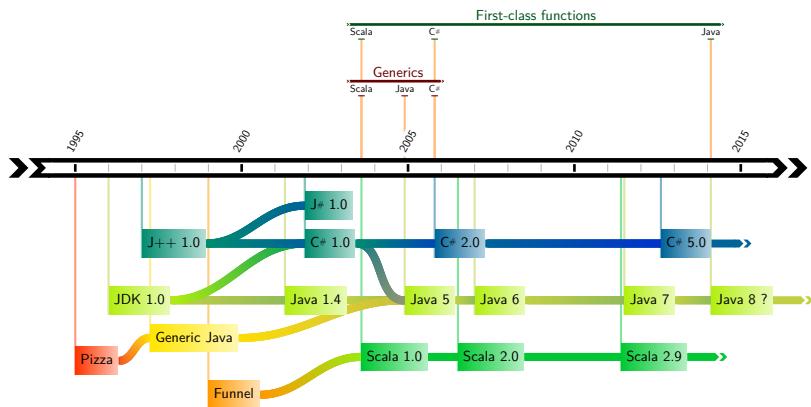 First-class functions
Scala C# Java
Generics
Scala Java C#
1995 2000 2005 2010 2015
J# 1.0
J++ 1.0 C# 1.0 C# 2.0 C# 5.0
JDK 1.0 Java 1.4 Java 5 Java 6 Java 7 Java 8 ?
Generic Java
Pizza Scala 1.0 Scala 2.0 Scala 2.9
Funnel